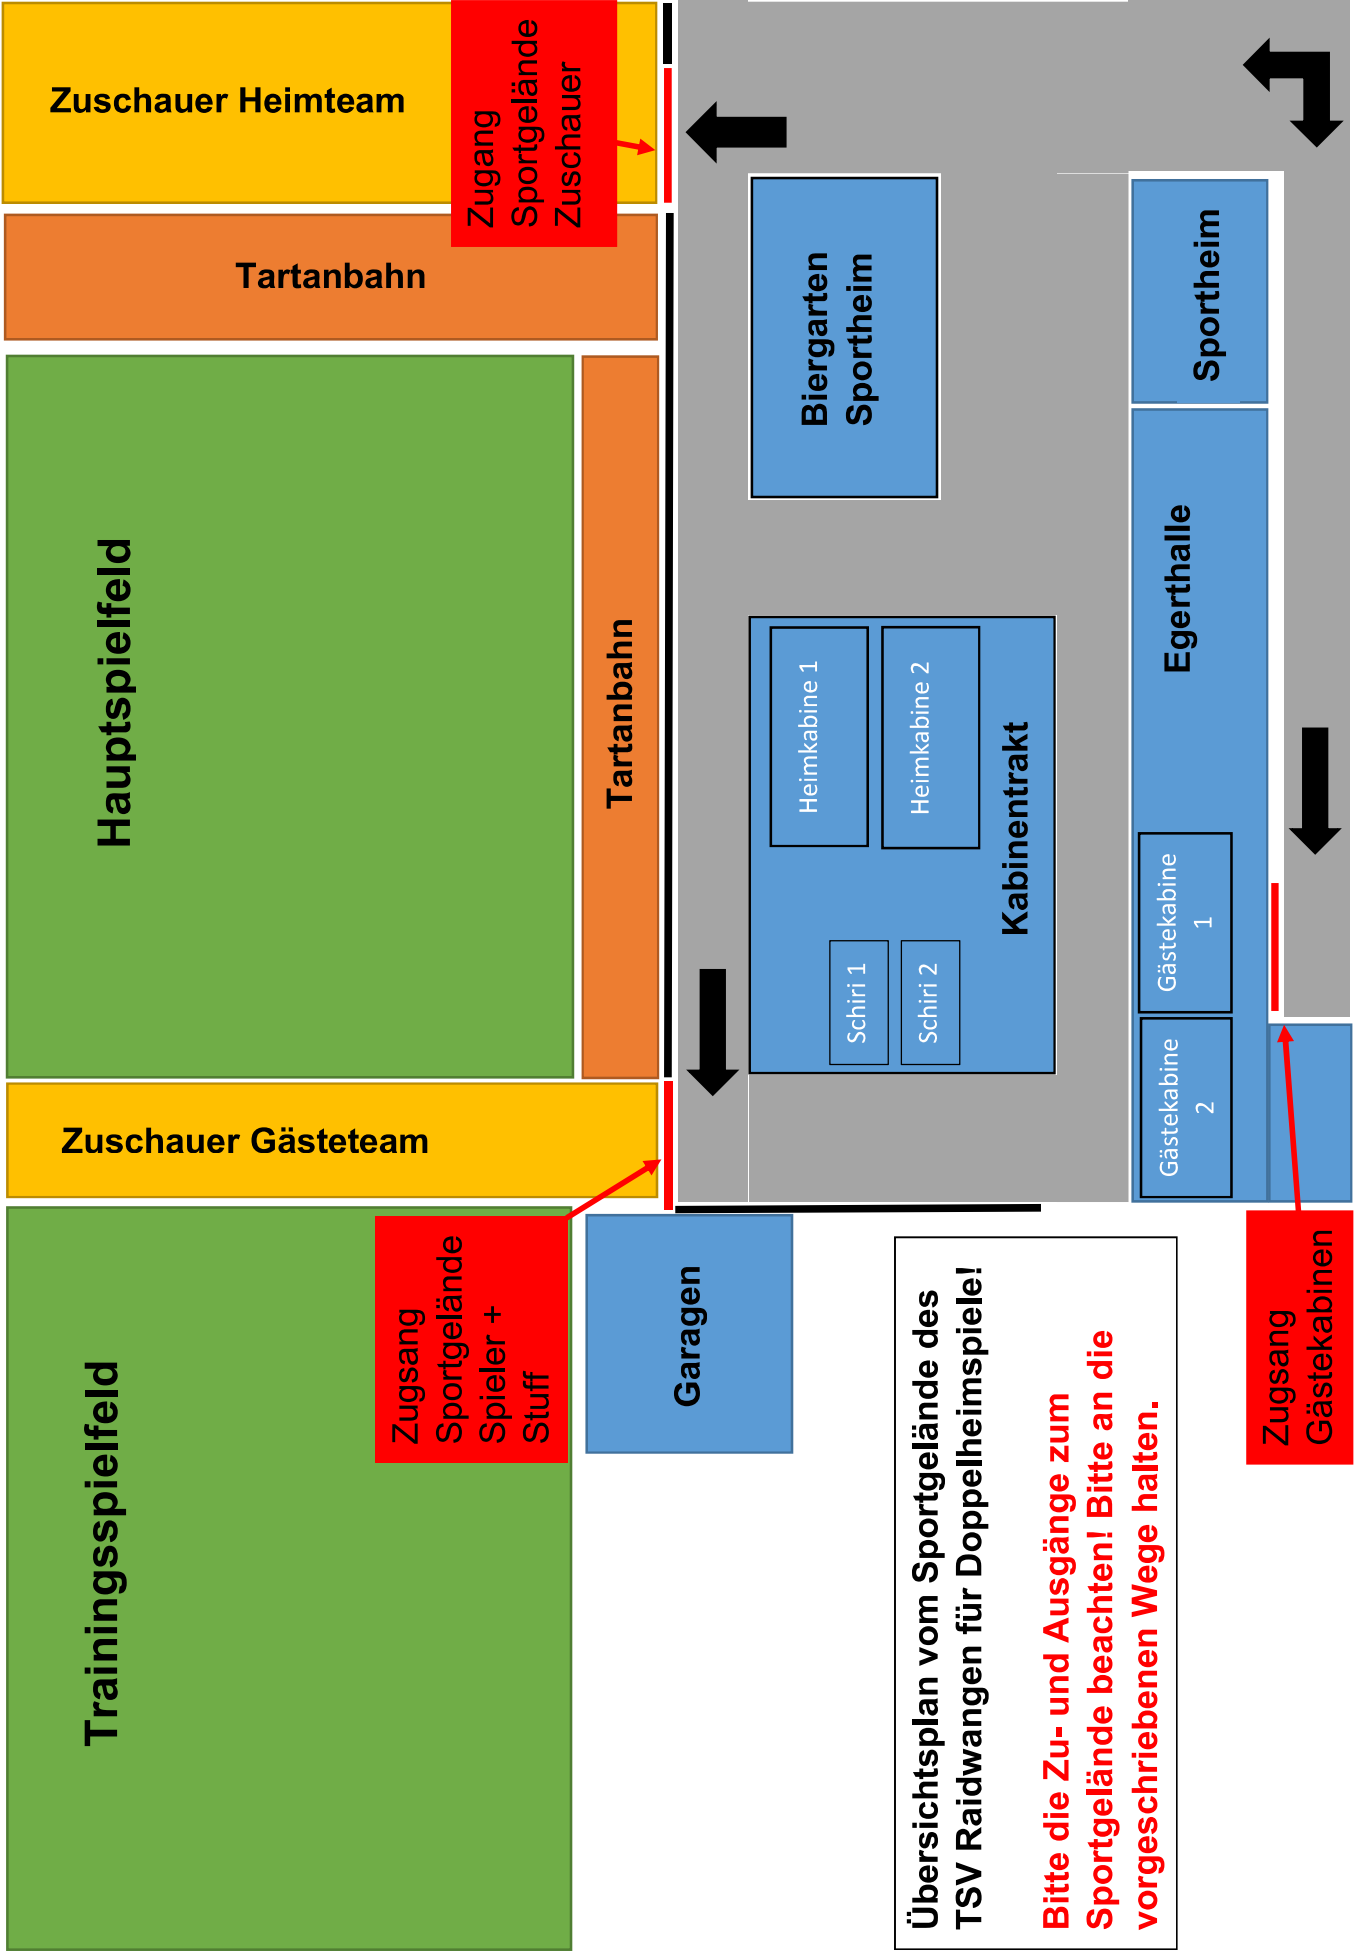 Zuschauer Heimteam
Zugang
Sportgelände
Zuschauer
Tartanbahn
Biergarten
Sportheim
Sportheim
Hauptspielfeld
Tartanbahn
Heimkabine 1
Heimkabine 2
Schiri 1
Schiri 2
Kabinentrakt
Egerthalle
Gästekabine
1
Gästekabine
2
Zuschauer Gästeteam
Zugsang
Sportgelände
Spieler +
Stuff
Trainingsspielfeld
Garagen
Übersichtsplan vom Sportgelände des
TSV Raidwangen für Doppelheimspiele!
Bitte die Zu- und Ausgänge zum
Sportgelände beachten! Bitte an die
vorgeschriebenen Wege halten.
Zugsang
Gästekabinen